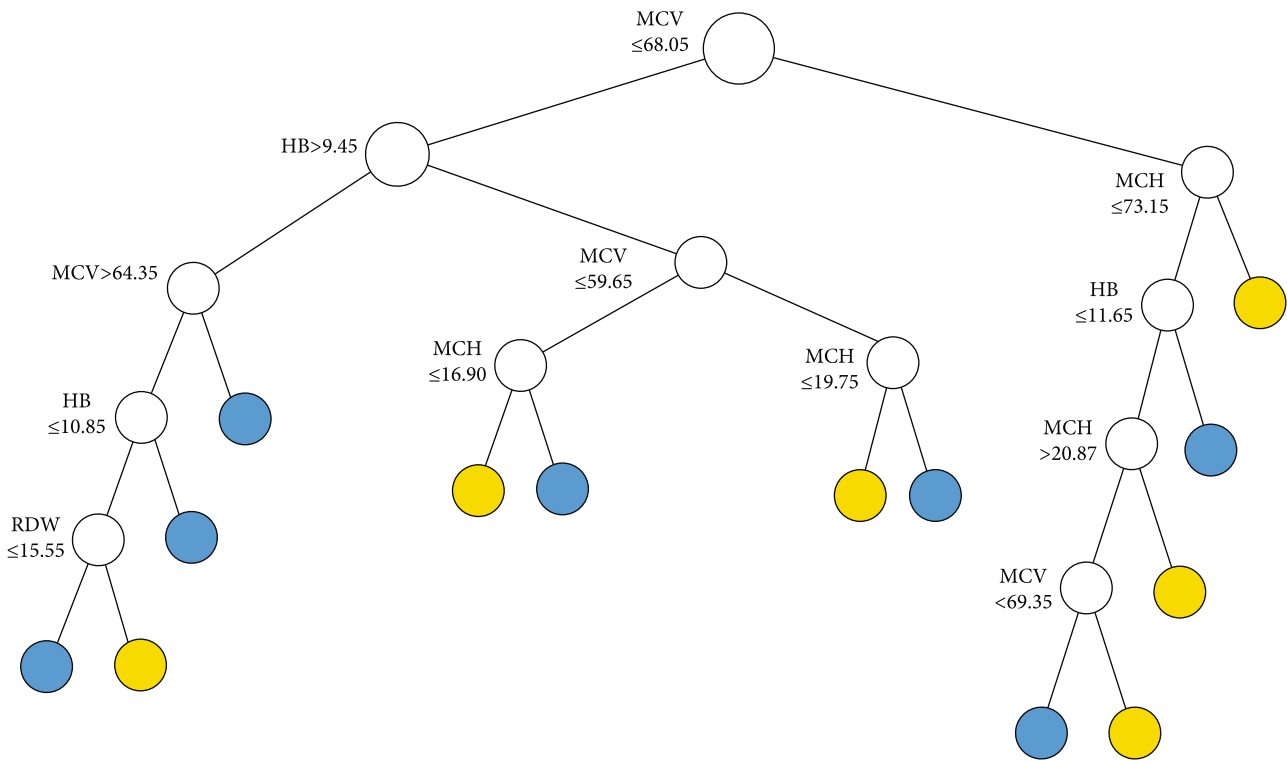 MCV
≤68.05
HB>9.45
MCH
≤73.15
MCV>64.35
MCV
≤59.65
HB
≤11.65
MCH
≤16.90
MCH
≤19.75
HB
≤10.85
MCH
>20.87
RDW
≤15.55
MCV
<69.35